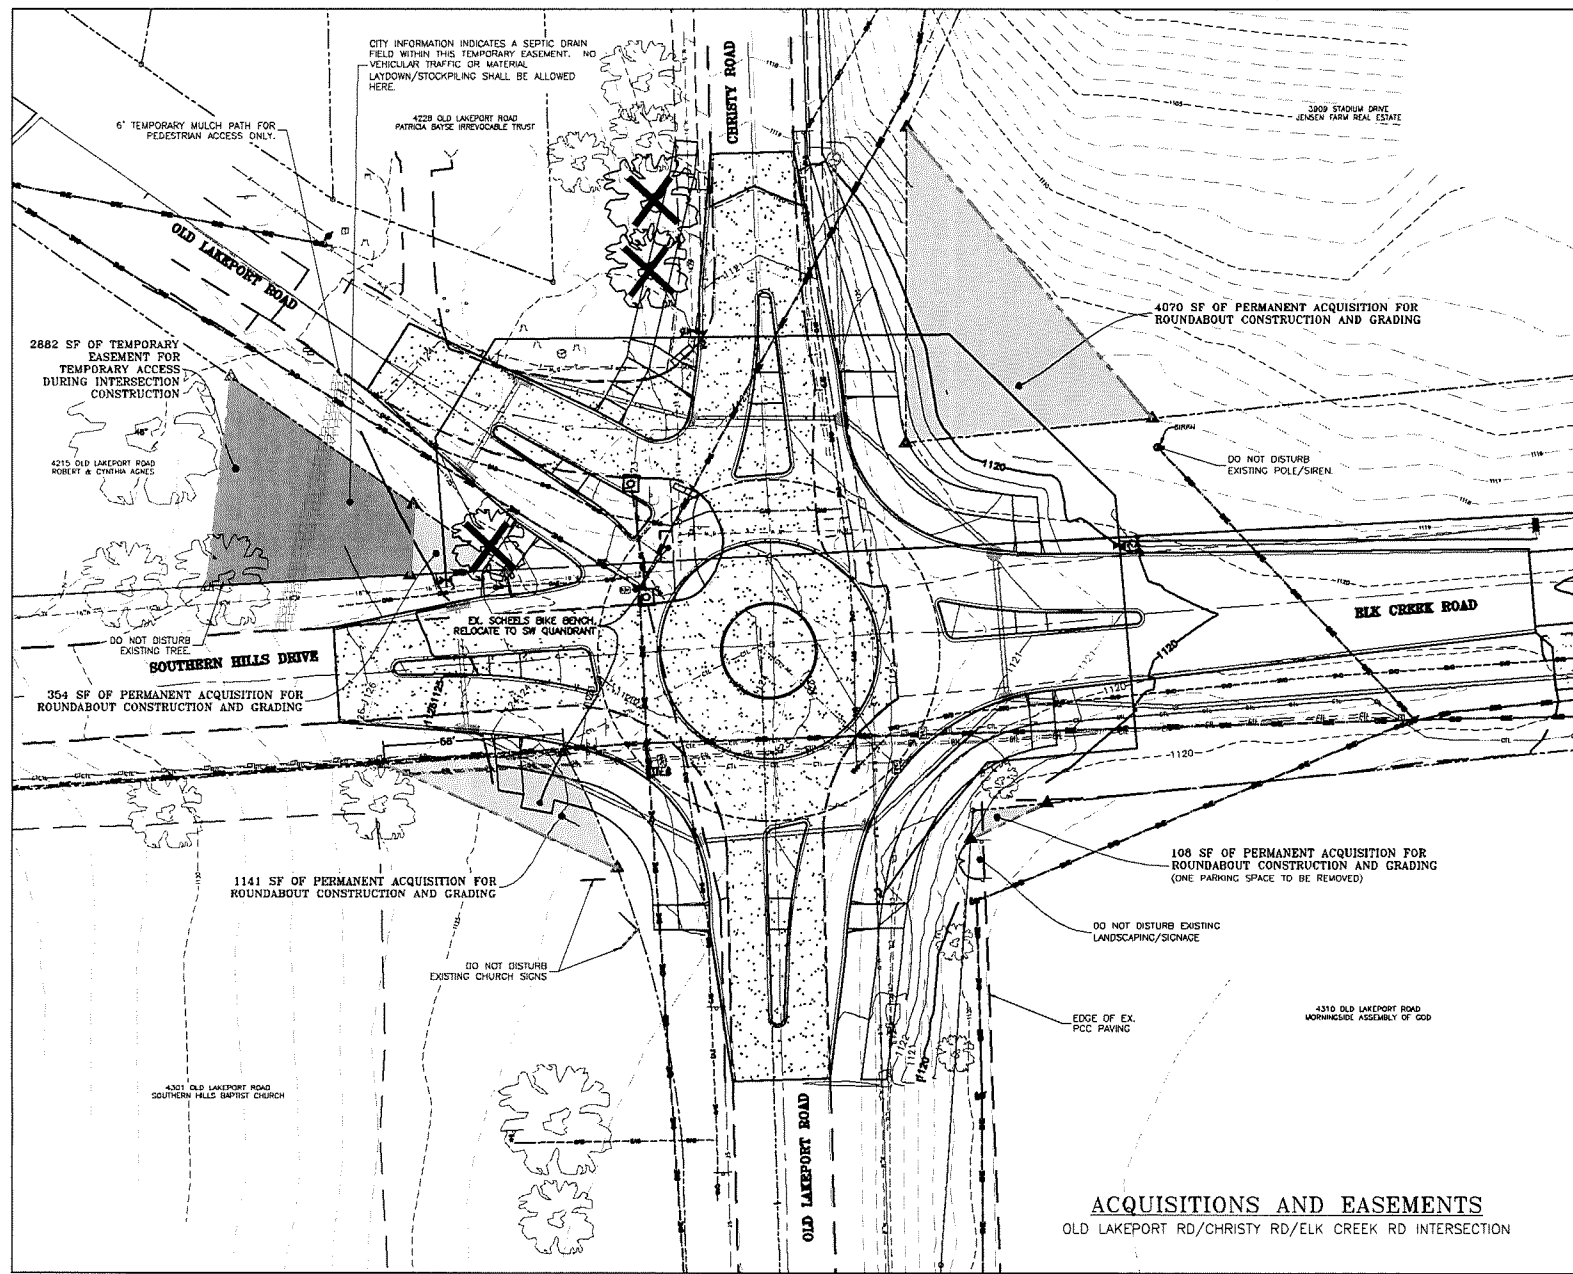 CITY INFORMATION INDICATES A SEPTIC DRAIN
FIELD WITHIN THIS TEMPORARY EASEMENT. NO
VEHICULAR TRAFFIC OR MATERIAL
LAYDOWN/STOCKPILING SHALL BE ALLOWED
HERE.
CHRISTY ROAD
3909 STADIUM DRIVE
JENSEN FARM REAL ESTATE
6' TEMPORARY MULCH PATH FOR
PEDESTRIAN ACCESS ONLY.
4228 OLD LAKEPORT ROAD
PATRICIA BAYSE IRREVOCABLE TRUST
OLD LAKEPORT ROAD
4070 SF OF PERMANENT ACQUISITION FOR
ROUNDABOUT CONSTRUCTION AND GRADING
2882 SF OF TEMPORARY
EASEMENT FOR
TEMPORARY ACCESS
DURING INTERSECTION
CONSTRUCTION
4215 OLD LAKEPORT ROAD
ROBERT & CYNTHIA AGNES
SIREN
DO NOT DISTURB
EXISTING POLE/SIREN.
1120
EX. SCHEELS BIKE BENCH,
RELOCATE TO SW QUANDRANT
ELK CREEK ROAD
DO NOT DISTURB
EXISTING TREE.
SOUTHERN HILLS DRIVE
1120
354 SF OF PERMANENT ACQUISITION FOR
ROUNDABOUT CONSTRUCTION AND GRADING
68'
1120
1141 SF OF PERMANENT ACQUISITION FOR
ROUNDABOUT CONSTRUCTION AND GRADING
108 SF OF PERMANENT ACQUISITION FOR
ROUNDABOUT CONSTRUCTION AND GRADING
(ONE PARKING SPACE TO BE REMOVED)
DO NOT DISTURB EXISTING
LANDSCAPING/SIGNAGE
DO NOT DISTURB
EXISTING CHURCH SIGNS
EDGE OF EX.
PCC PAVING
4310 OLD LAKEPORT ROAD
MORNINGSIDE ASSEMBLY OF GOD
1122
1121
1120
4301 OLD LAKEPORT ROAD
SOUTHERN HILLS BAPTIST CHURCH
OLD LAKEPORT ROAD
ACQUISITIONS AND EASEMENTS
OLD LAKEPORT RD/CHRISTY RD/ELK CREEK RD INTERSECTION